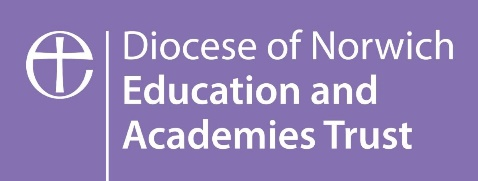 Diocese of Norwich
Education and
Academies Trust